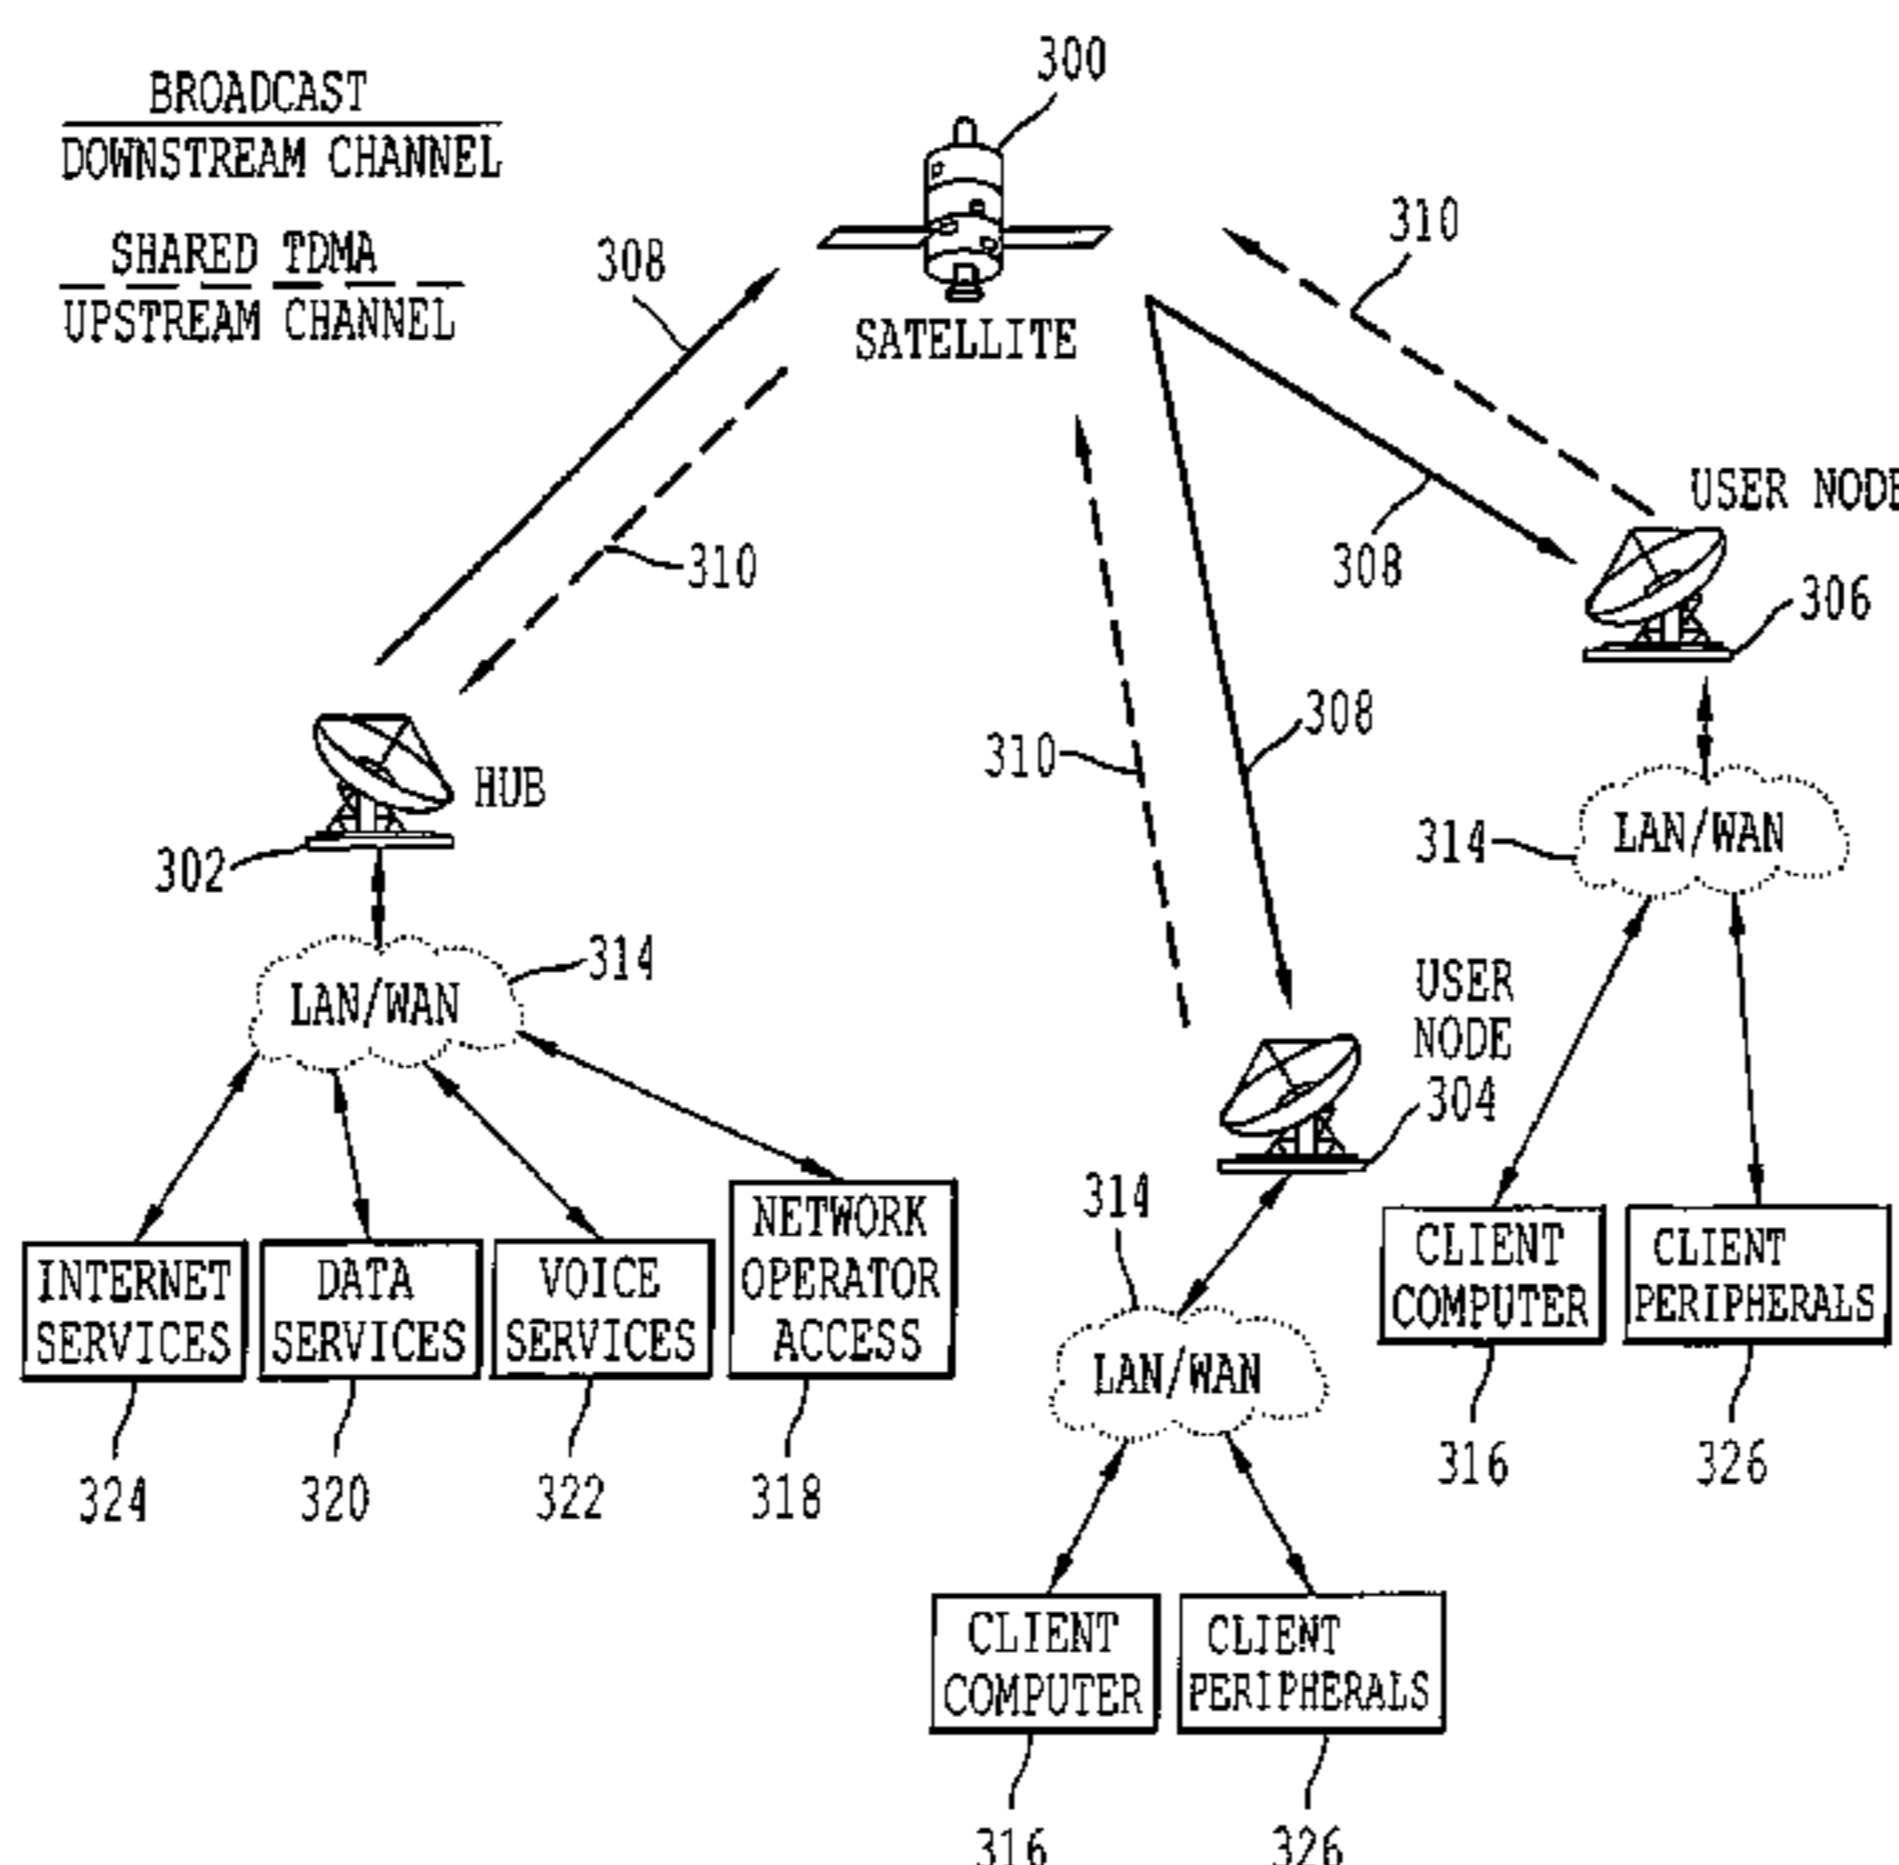 300
BROADCAST
DOWNSTREAM CHANNEL
SHARED TDMA
UPSTREAM CHANNEL
308
310
SATELLITE
310
308
USER NODE
306
HUB
302
310
308
314
LAN/WAN
314
LAN/WAN
USER
NODE
304
INTERNET
SERVICES
324
DATA
SERVICES
320
VOICE
SERVICES
322
NETWORK
OPERATOR
ACCESS
318
314
LAN/WAN
CLIENT
COMPUTER
316
CLIENT
PERIPHERALS
326
CLIENT
COMPUTER
316
CLIENT
PERIPHERALS
326